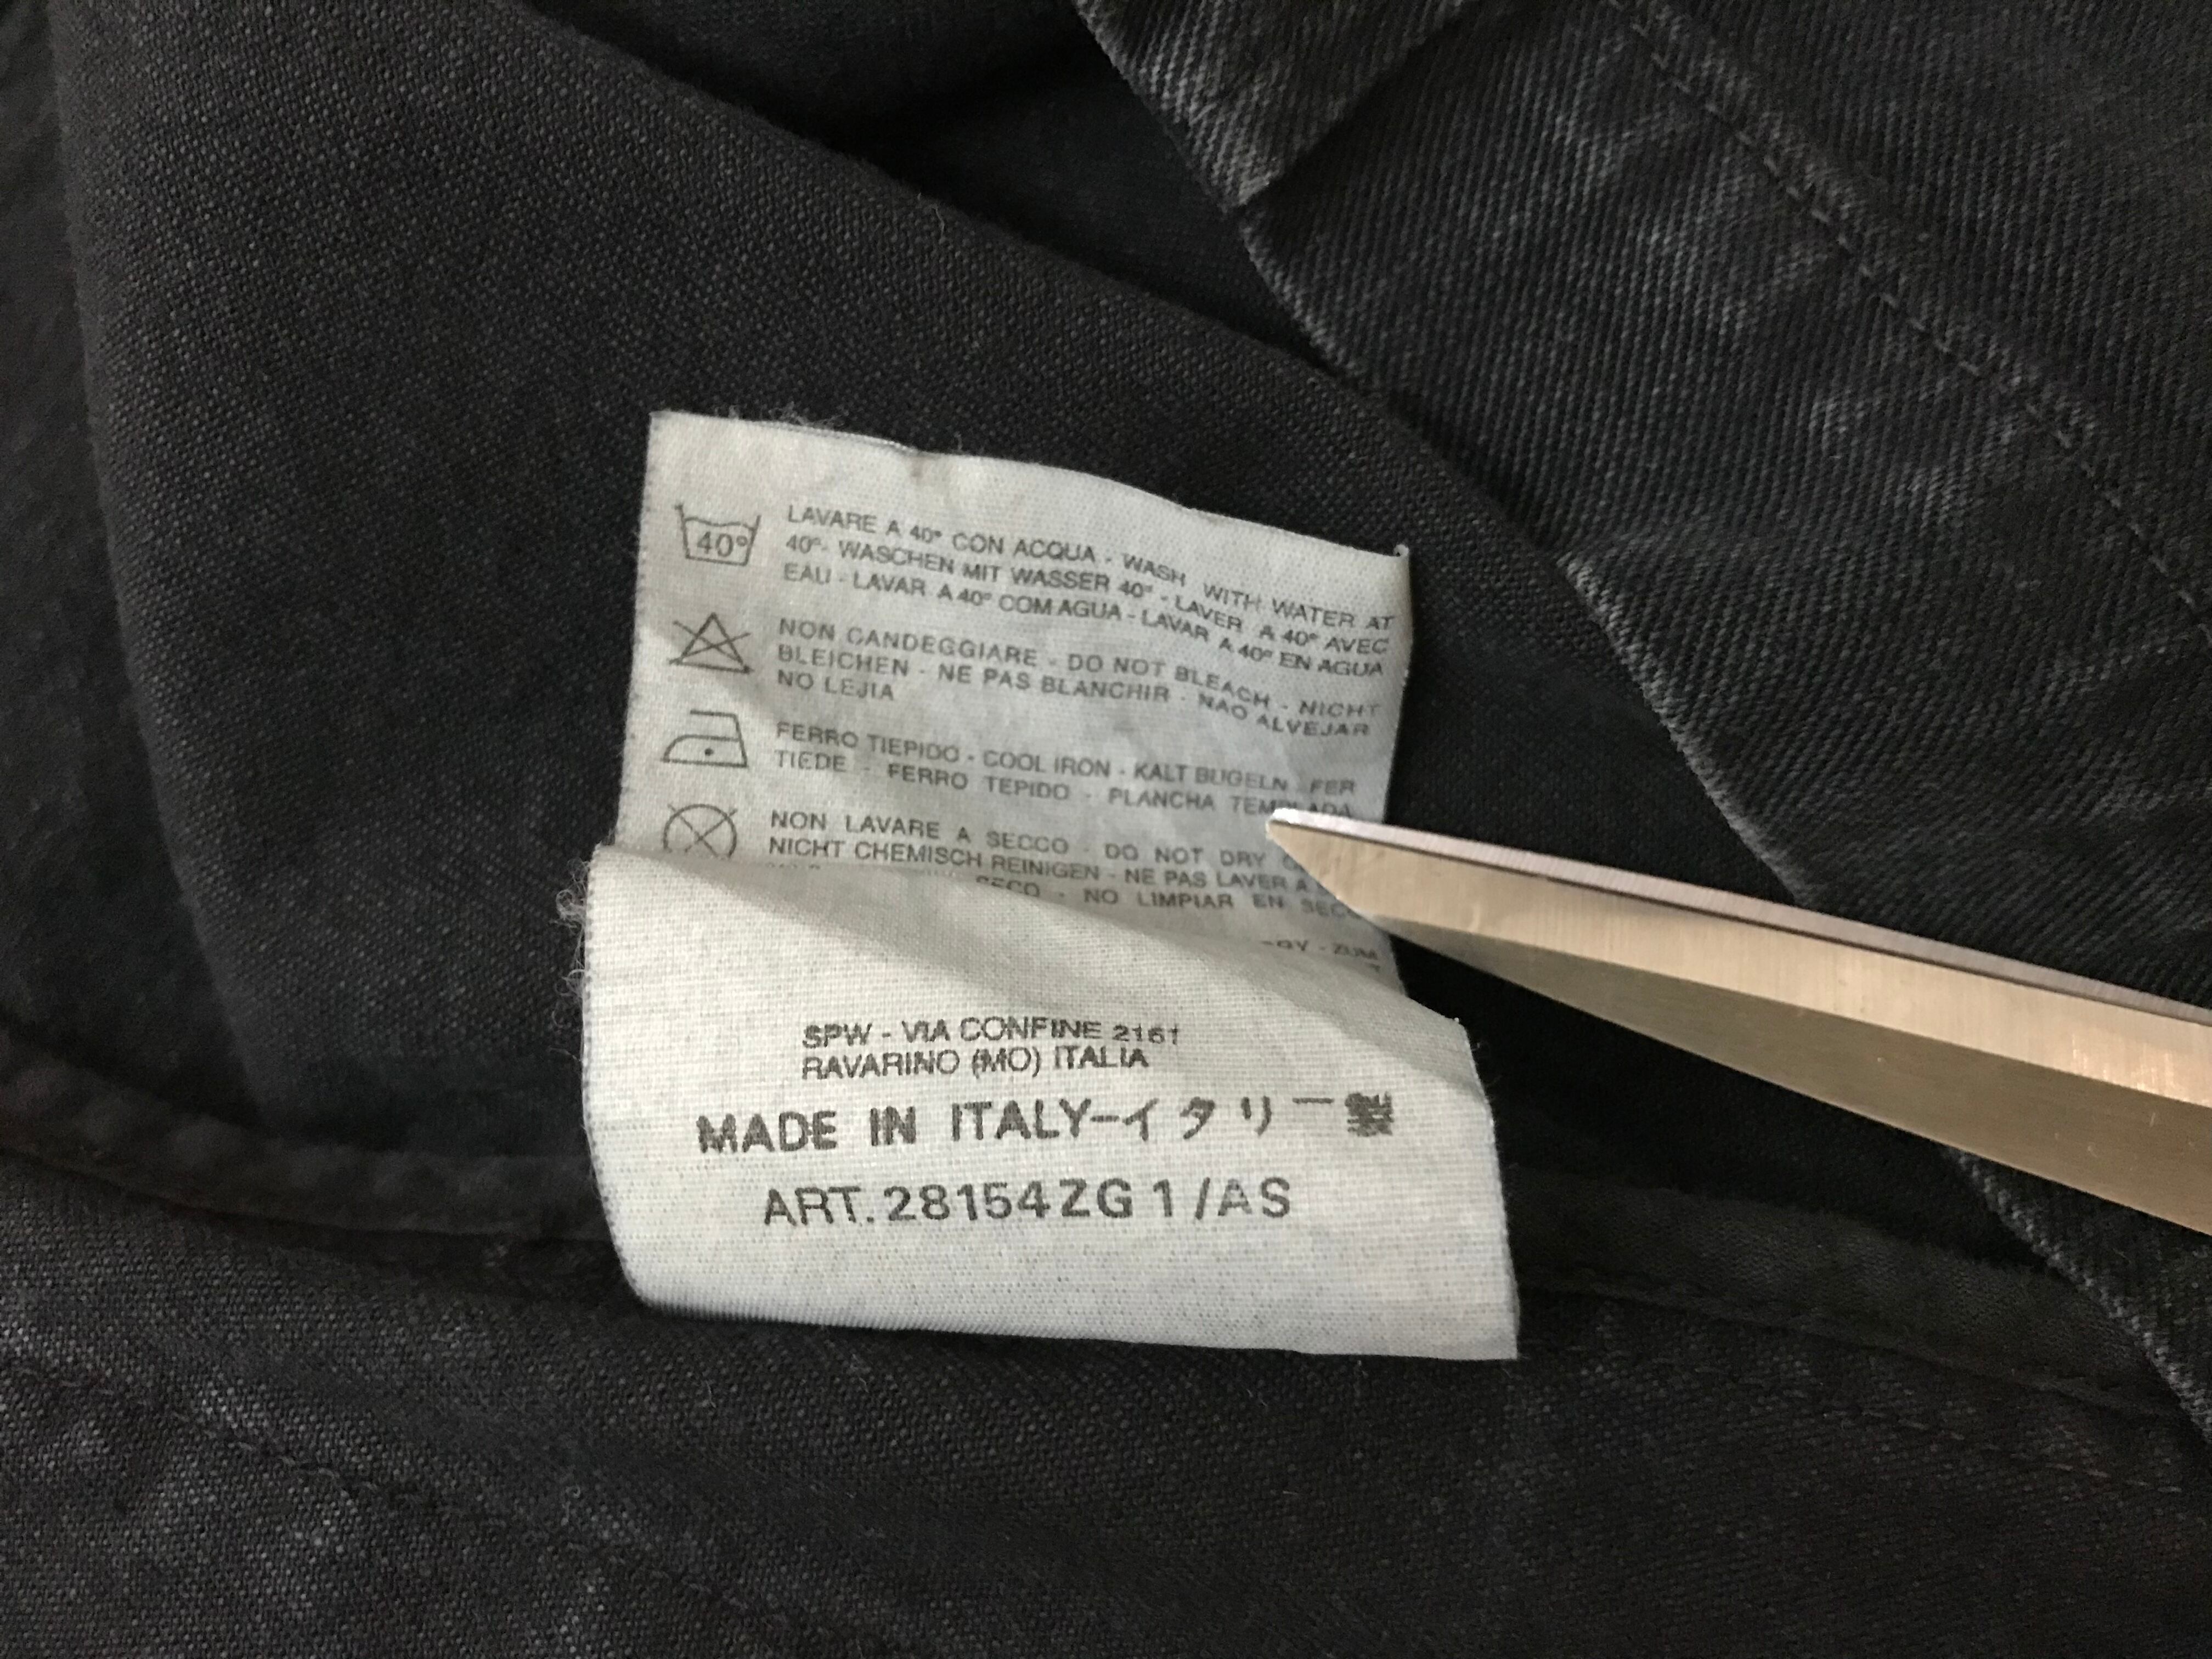 40°
LAVARE A 40° CON ACQUA - WASH WITH WATER AT
40°- WASCHEN MIT WASSER 40° - LAVER A 40° AVEC
EAU - LAVAR A 40° COM AGUA - LAVAR A 40° EN AGUA
NON CANDEGGIARE - DO NOT BLEACH - NICHT
BLEICHEN - NE PAS BLANCHIR - NAO ALVEJAR
NO LEJIA
FERRO TIEPIDO - COOL IRON - KALT BUGELN - FER
TIEDE - FERRO TEPIDO - PLANCHA
NON LAVARE A SECCO - DO NOT DRY
NICHT CHEMISCH REINIGEN - NE PAS LAVER A
SECO - NO LIMPIAR EN
- ZUM
SPW - VIA CONFINE 2161
RAVARINO (MO) ITALIA
MADE IN ITALY-イタリー製
ART.28154ZG 1/AS